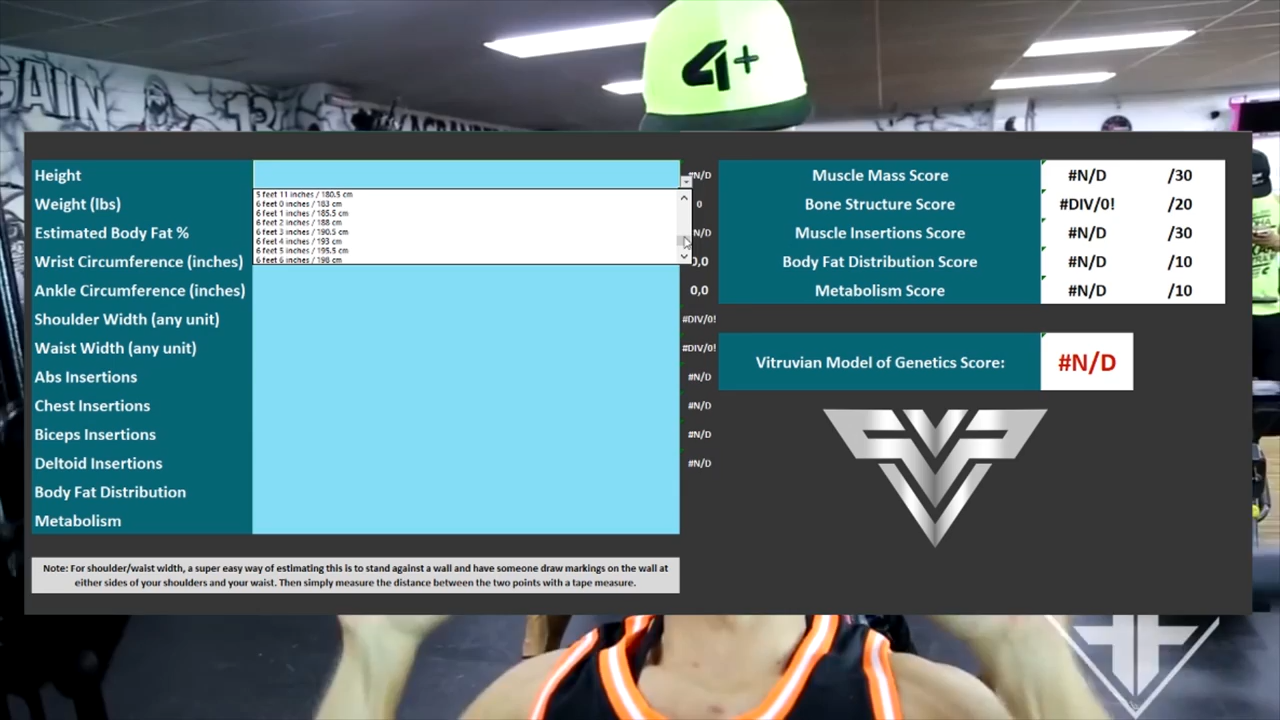 GAIN
4+
Height
#N/D
5 feet 11 inches / 180.5 cm
6 feet 0 inches / 183 cm
6 feet 1 inches / 185.5 cm
6 feet 2 inches / 188 cm
6 feet 3 inches / 190.5 cm
6 feet 4 inches / 193 cm
6 feet 5 inches / 195.5 cm
6 feet 6 inches / 198 cm
Weight (lbs)
0
Estimated Body Fat %
N/D
Wrist Circumference (inches)
0,0
Ankle Circumference (inches)
0,0
Shoulder Width (any unit)
#DIV/0!
Waist Width (any unit)
#DIV/0!
Abs Insertions
#N/D
Chest Insertions
#N/D
Biceps Insertions
#N/D
Deltoid Insertions
#N/D
Body Fat Distribution
Metabolism
Note: For shoulder/waist width, a super easy way of estimating this is to stand against a wall and have someone draw markings on the wall at
either sides of your shoulders and your waist. Then simply measure the distance between the two points with a tape measure.
Muscle Mass Score #N/D /30
Bone Structure Score #DIV/0! /20
Muscle Insertions Score #N/D /30
Body Fat Distribution Score #N/D /10
Metabolism Score #N/D /10
Vitruvian Model of Genetics Score: #N/D